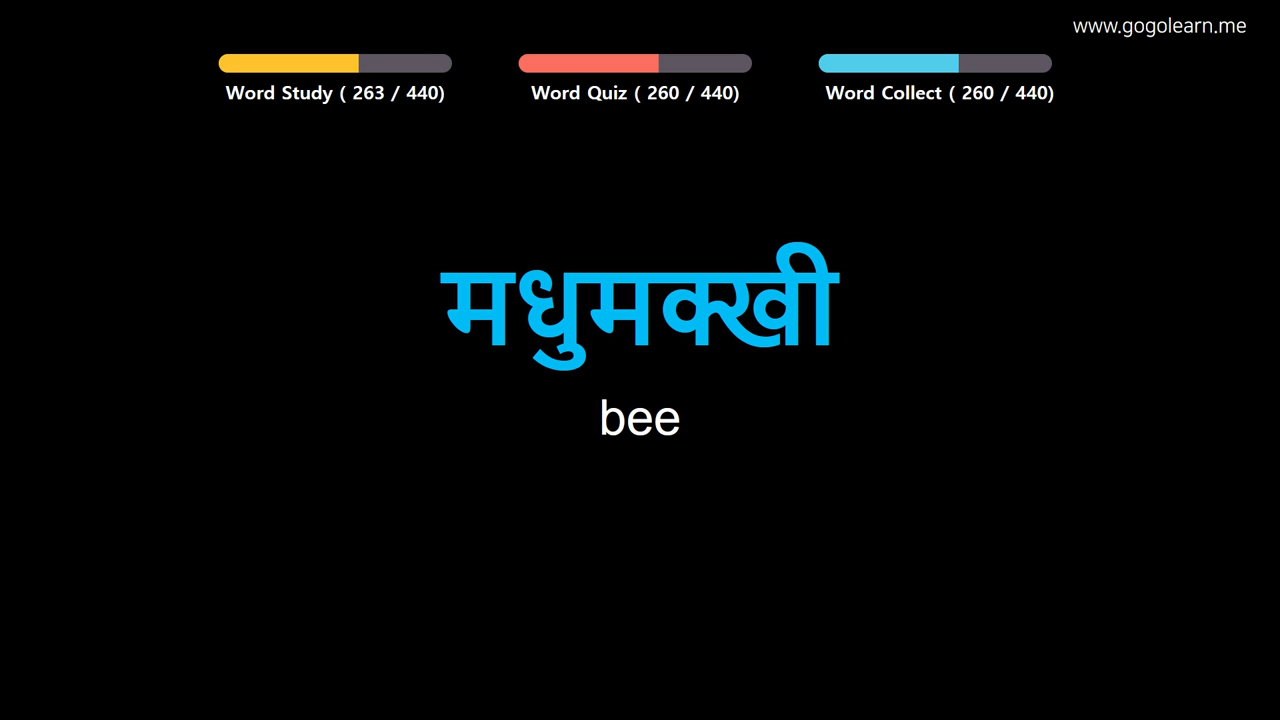 www.gogolearn.me
Word Study ( 263 / 440)
Word Quiz ( 260 / 440)
Word Collect ( 260 / 440)
मधुमक्खी
bee